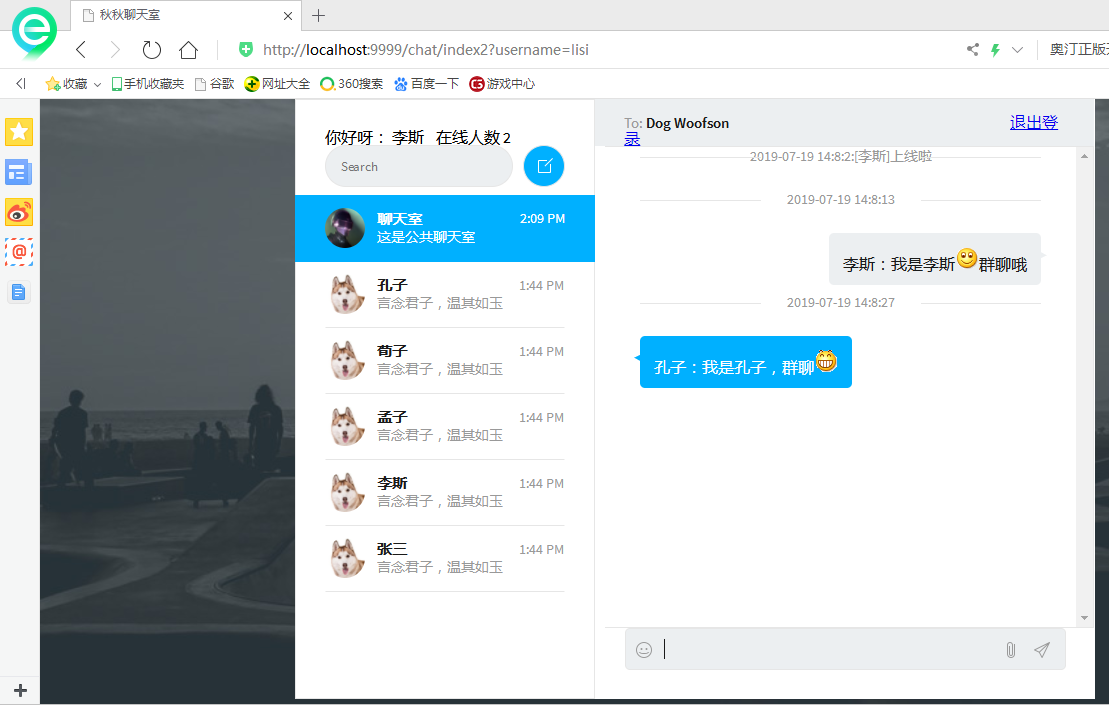 秋秋聊天室
http://localhost:9999/chat/index2?username=lisi
奥汀正版
收藏 手机收藏夹 谷歌 网址大全 360搜索 百度一下 游戏中心
你好呀： 李斯 在线人数2
Search
聊天室 2:09 PM
这是公共聊天室
孔子 1:44 PM
言念君子，温其如玉
荀子 1:44 PM
言念君子，温其如玉
孟子 1:44 PM
言念君子，温其如玉
李斯 1:44 PM
言念君子，温其如玉
张三 1:44 PM
言念君子，温其如玉
To: Dog Woofson 退出登
录
2019-07-19 14:8:2:[李斯]上线啦
2019-07-19 14:8:13
李斯：我是李斯群聊哦
2019-07-19 14:8:27
孔子：我是孔子，群聊